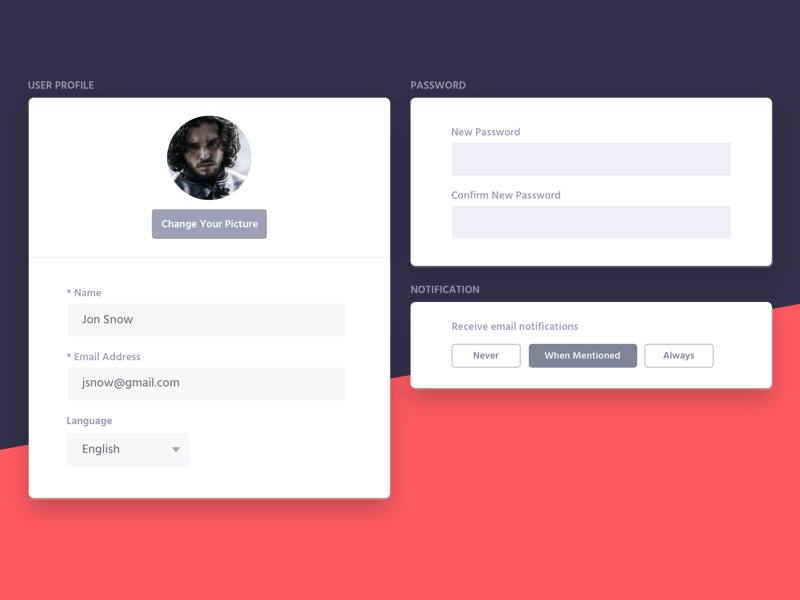 USER PROFILE
Change Your Picture
* Name
Jon Snow
* Email Address
jsnow@gmail.com
Language
English
PASSWORD
New Password
Confirm New Password
NOTIFICATION
Receive email notifications
Never
When Mentioned
Always